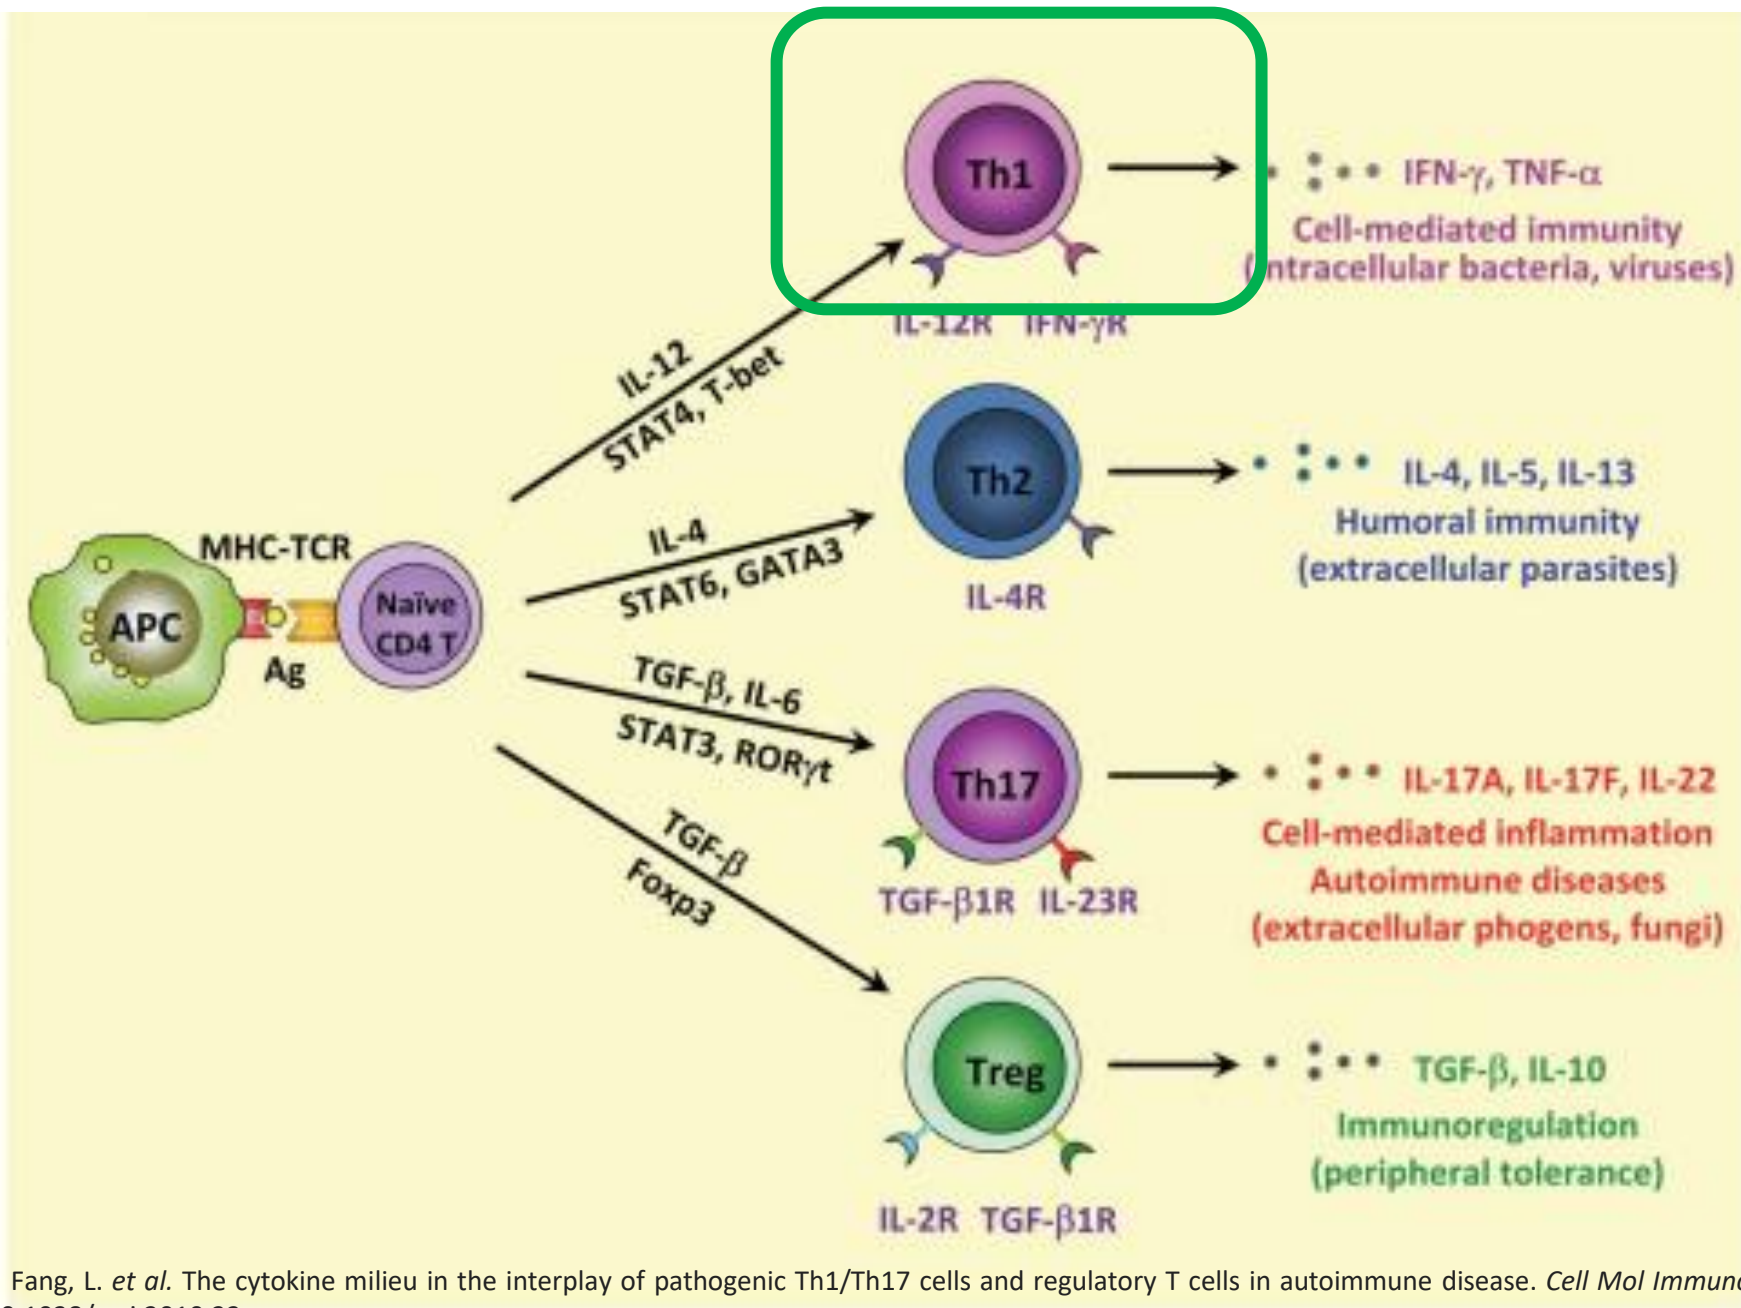 Th1
IFN-γ, TNF-α
Cell-mediated immunity
(intracellular bacteria, viruses)
IL-12R IFN-γR
IL-12
STAT4, T-bet
Th2
IL-4, IL-5, IL-13
Humoral immunity
(extracellular parasites)
IL-4R
IL-4
STAT6, GATA3
MHC-TCR
APC
Ag
Naïve
CD4 T
TGF-β, IL-6
STAT3, RORγt
Th17
IL-17A, IL-17F, IL-22
Cell-mediated inflammation
Autoimmune diseases
(extracellular phogens, fungi)
TGF-β1R IL-23R
TGF-β
Foxp3
Treg
TGF-β, IL-10
Immunoregulation
(peripheral tolerance)
IL-2R TGF-β1R
Fang, L. et al. The cytokine milieu in the interplay of pathogenic Th1/Th17 cells and regulatory T cells in autoimmune disease. Cell Mol